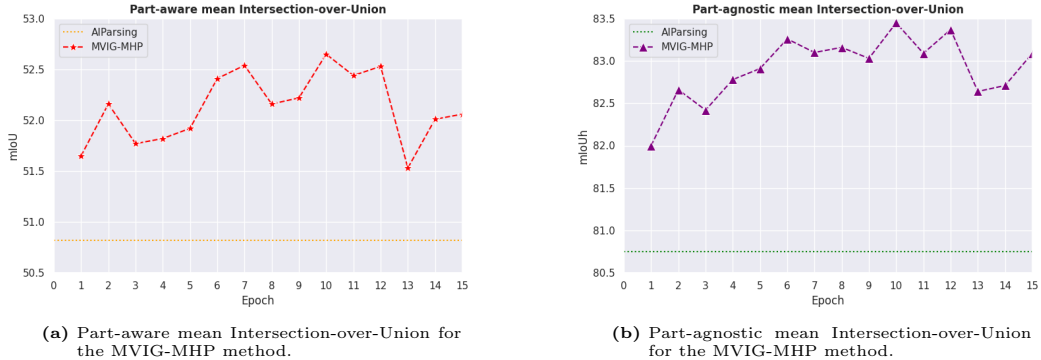 Part-aware mean Intersection-over-Union
53.0
52.5
52.0
51.5
51.0
50.5
mIoU
AIParsing
MVIG-MHP
0 1 2 3 4 5 6 7 8 9 10 11 12 13 14 15
Epoch
(a) Part-aware mean Intersection-over-Union for
the MVIG-MHP method.
Part-agnostic mean Intersection-over-Union
83.5
83.0
82.5
82.0
81.5
81.0
80.5
mIoUh
AIParsing
MVIG-MHP
0 1 2 3 4 5 6 7 8 9 10 11 12 13 14 15
Epoch
(b) Part-agnostic mean Intersection-over-Union
for the MVIG-MHP method.